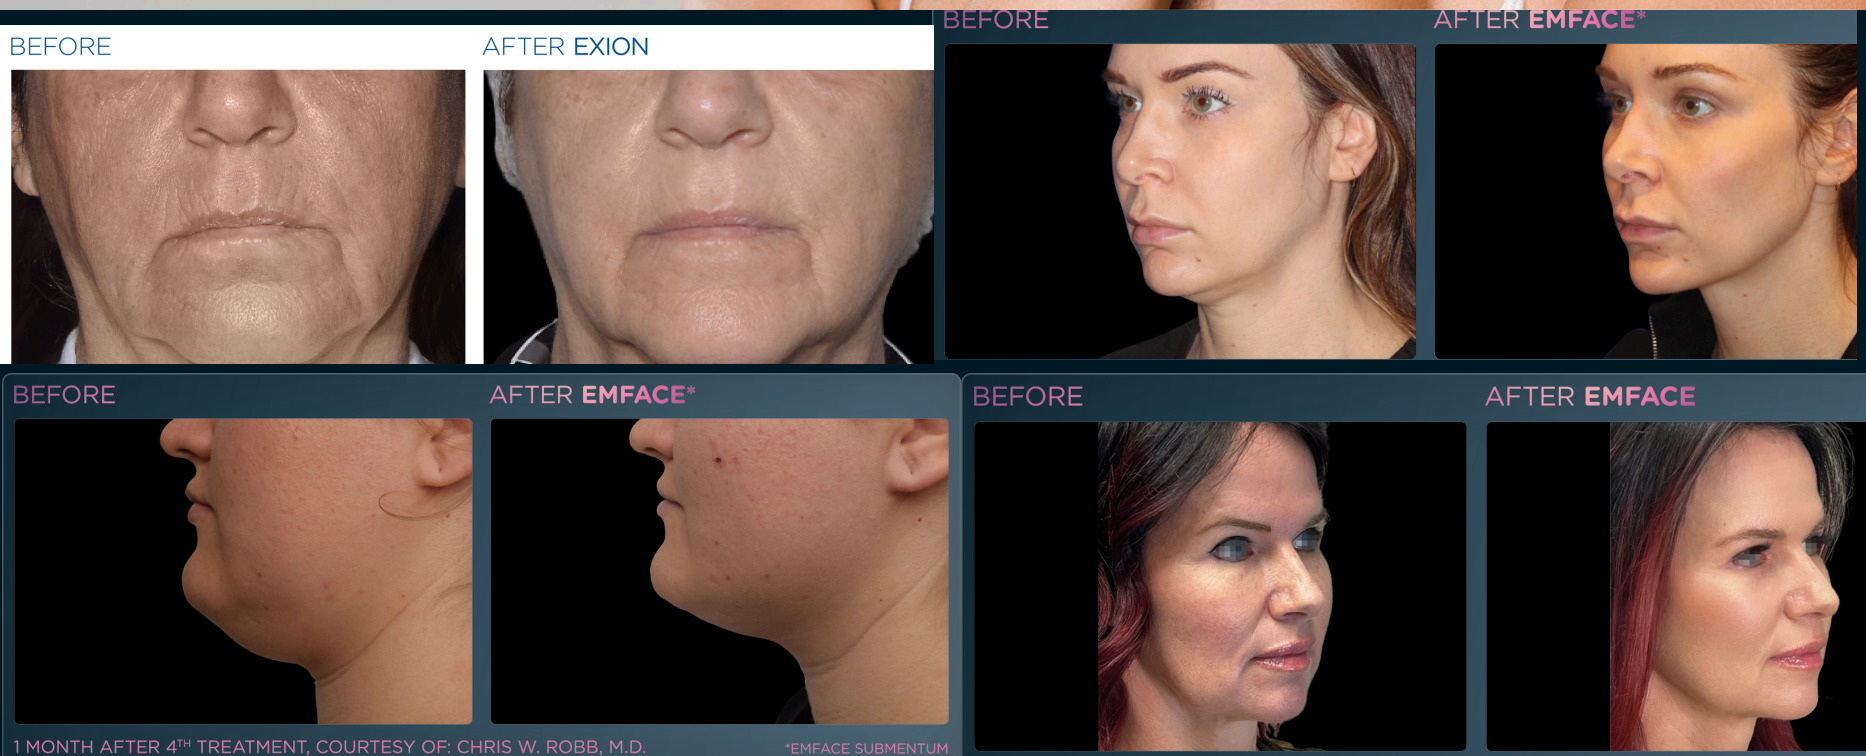 BEFORE
AFTER EXION
BEFORE
AFTER EMFACE*
BEFORE
AFTER EMFACE*
1 MONTH AFTER 4TH TREATMENT, COURTESY OF: CHRIS W. ROBB, M.D.
*EMFACE SUBMENTUM
BEFORE
AFTER EMFACE